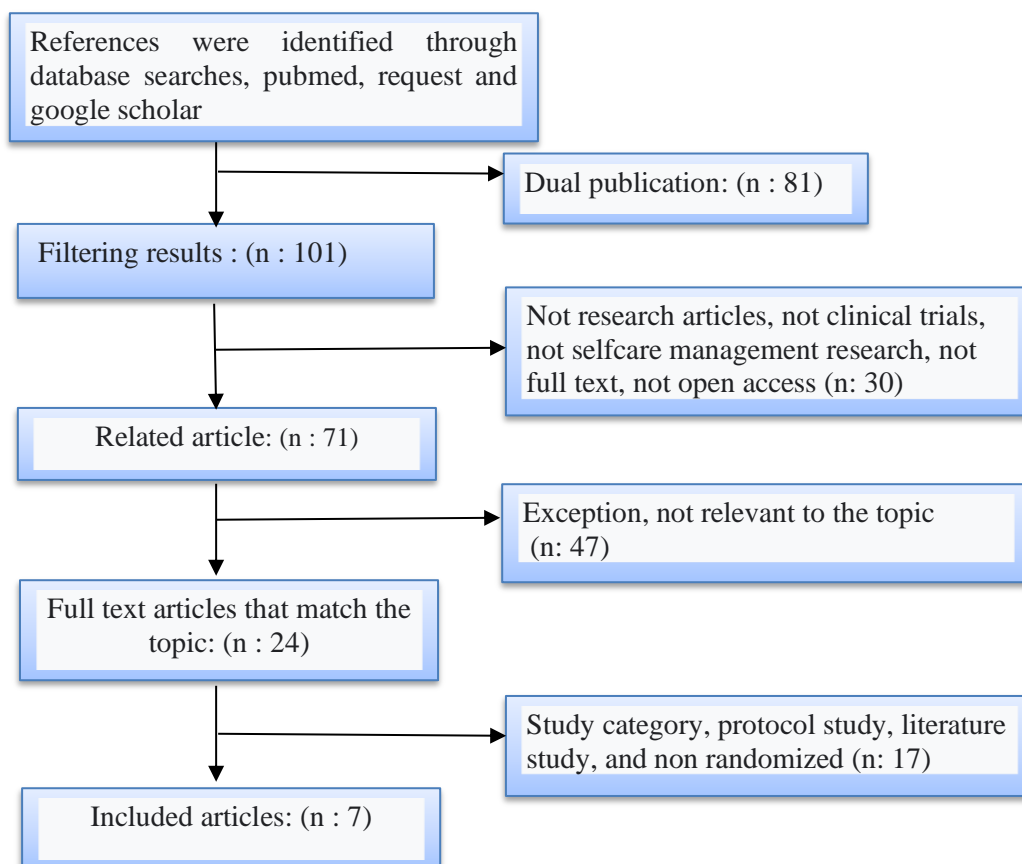 References were identified through
database searches, pubmed, request and
google scholar
Dual publication: (n : 81)
Filtering results : (n : 101)
Not research articles, not clinical trials,
not selfcare management research, not
full text, not open access (n: 30)
Related article: (n : 71)
Exception, not relevant to the topic
(n: 47)
Full text articles that match the
topic: (n : 24)
Study category, protocol study, literature
study, and non randomized (n: 17)
Included articles: (n : 7)